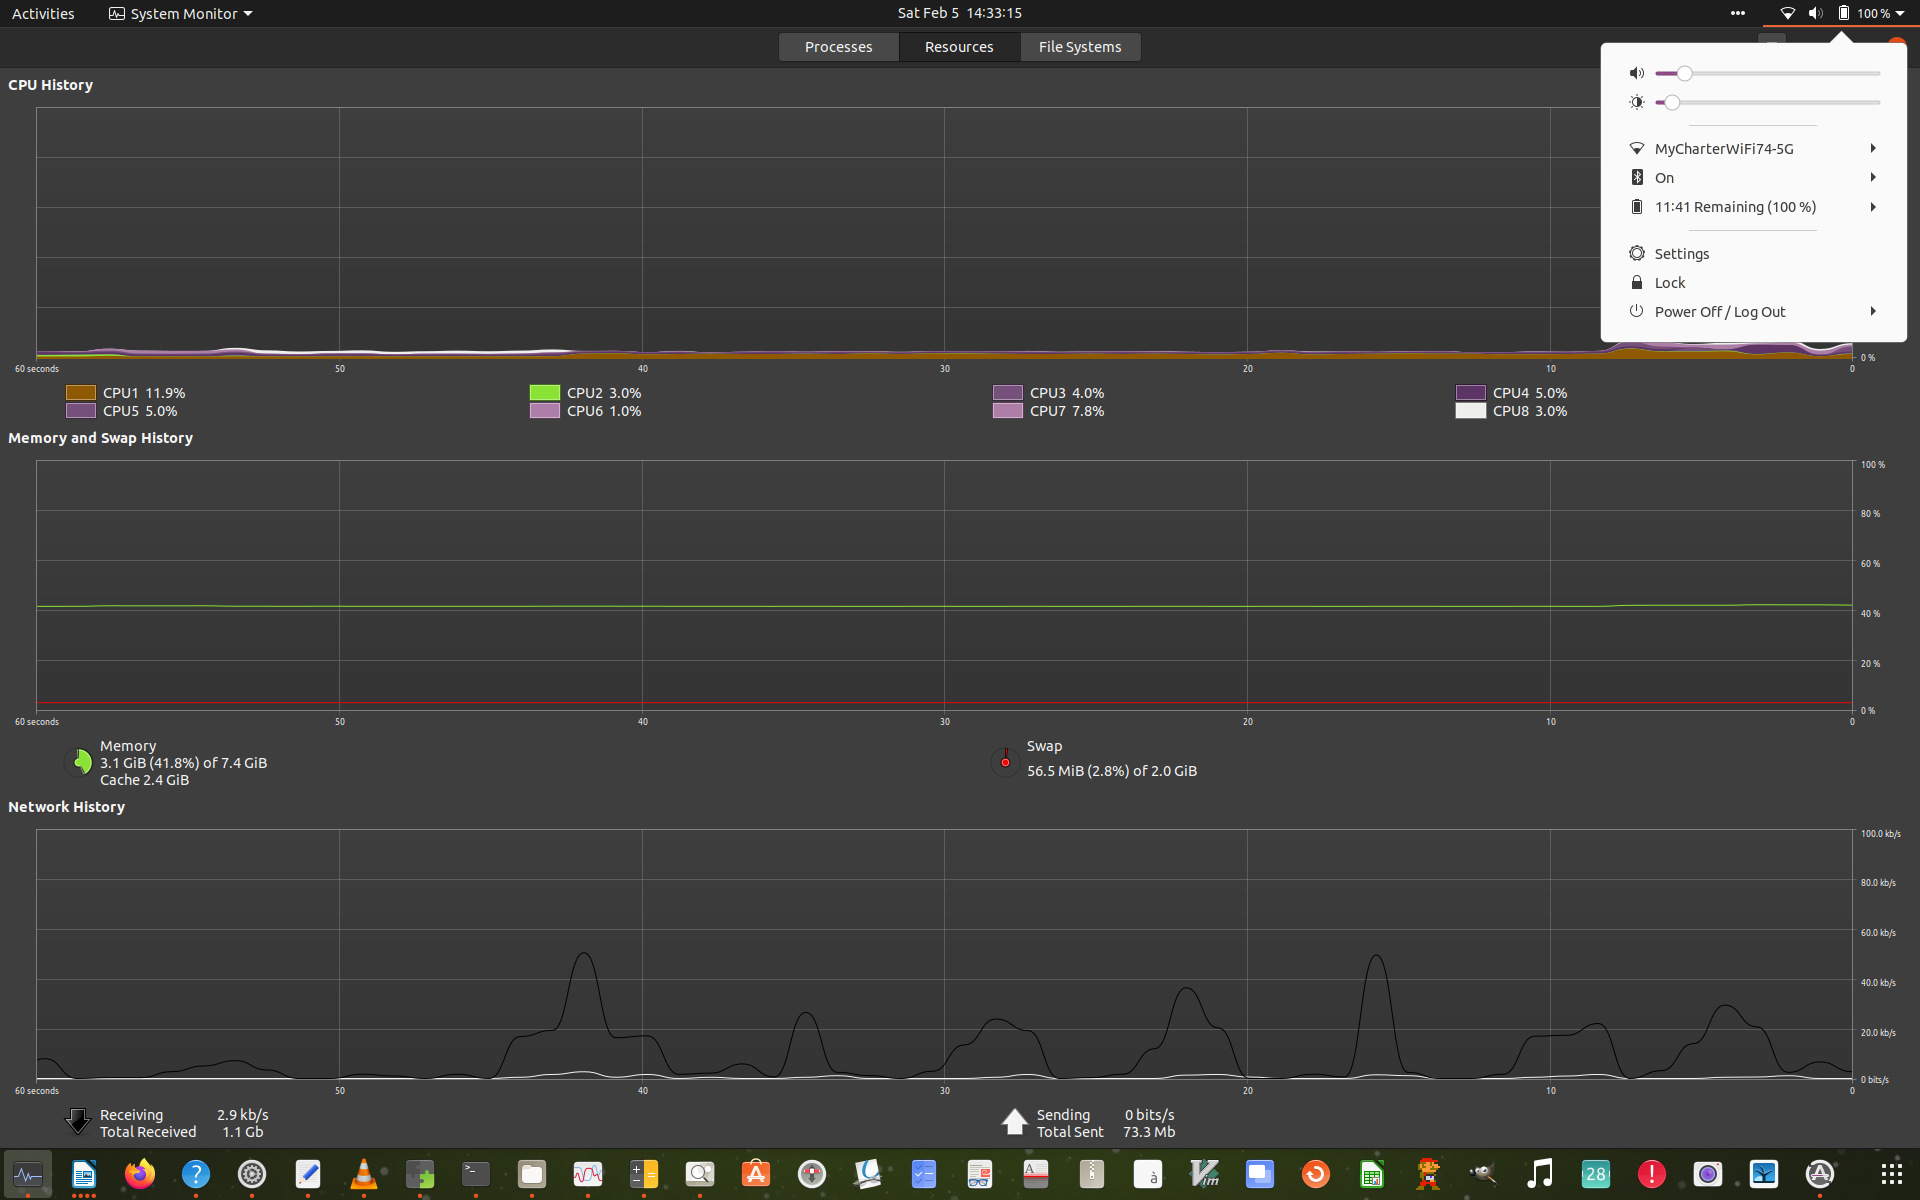 Activities
System Monitor
Sat Feb 5 14:33:15
100 %
Processes
Resources
File Systems
CPU History
MyCharterWiFi74-5G
On
11:41 Remaining (100 %)
Settings
Lock
Power Off / Log Out
0 %
60 seconds 50 40 30 20 10 0
CPU1 11.9% CPU2 3.0% CPU3 4.0% CPU4 5.0%
CPU5 5.0% CPU6 1.0% CPU7 7.8% CPU8 3.0%
Memory and Swap History
100 %
80 %
60 %
40 %
20 %
0 %
60 seconds 50 40 30 20 10 0
Memory
3.1 GiB (41.8%) of 7.4 GiB
Cache 2.4 GiB
Swap
56.5 MiB (2.8%) of 2.0 GiB
Network History
100.0 kb/s
80.0 kb/s
60.0 kb/s
40.0 kb/s
20.0 kb/s
0 bits/s
60 seconds 50 40 30 20 10 0
Receiving 2.9 kb/s
Total Received 1.1 Gb
Sending 0 bits/s
Total Sent 73.3 Mb
à
Vim
28